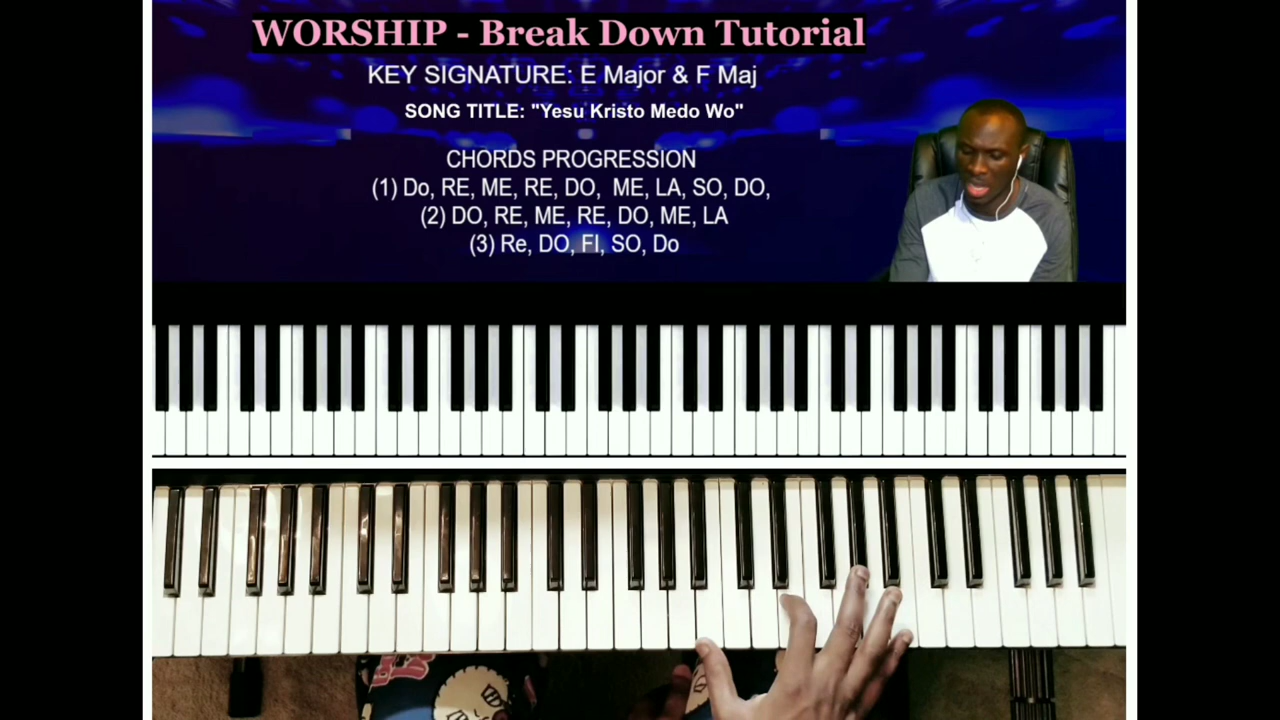 WORSHIP - Break Down Tutorial
KEY SIGNATURE: E Major & F Maj
SONG TITLE: "Yesu Kristo Medo Wo"
CHORDS PROGRESSION
(1) Do, RE, ME, RE, DO, ME, LA, SO, DO,
(2) DO, RE, ME, RE, DO, ME, LA
(3) Re, DO, FI, SO, Do